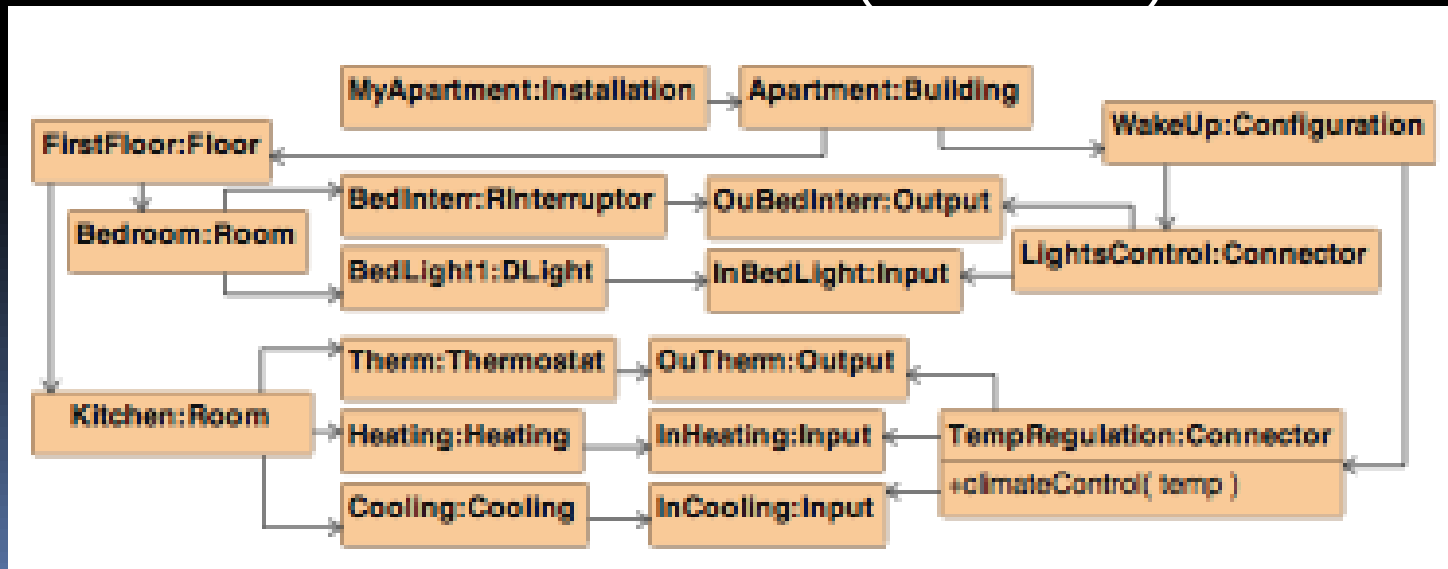 MyApartment:Installation
Apartment:Building
WakeUp:Configuration
FirstFloor:Floor
BedInterr:RInterruptor
OuBedInterr:Output
Bedroom:Room
LightsControl:Connector
BedLight1:DLight
InBedLight:Input
Therm:Thermostat
OuTherm:Output
Kitchen:Room
Heating:Heating
InHeating:Input
TempRegulation:Connector
+climateControl( temp )
Cooling:Cooling
InCooling:Input